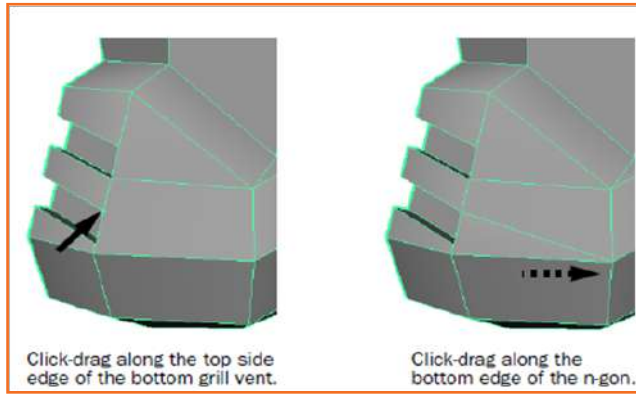 Click-drag along the top side
edge of the bottom grill vent.
Click-drag along the
bottom edge of the n-gon.